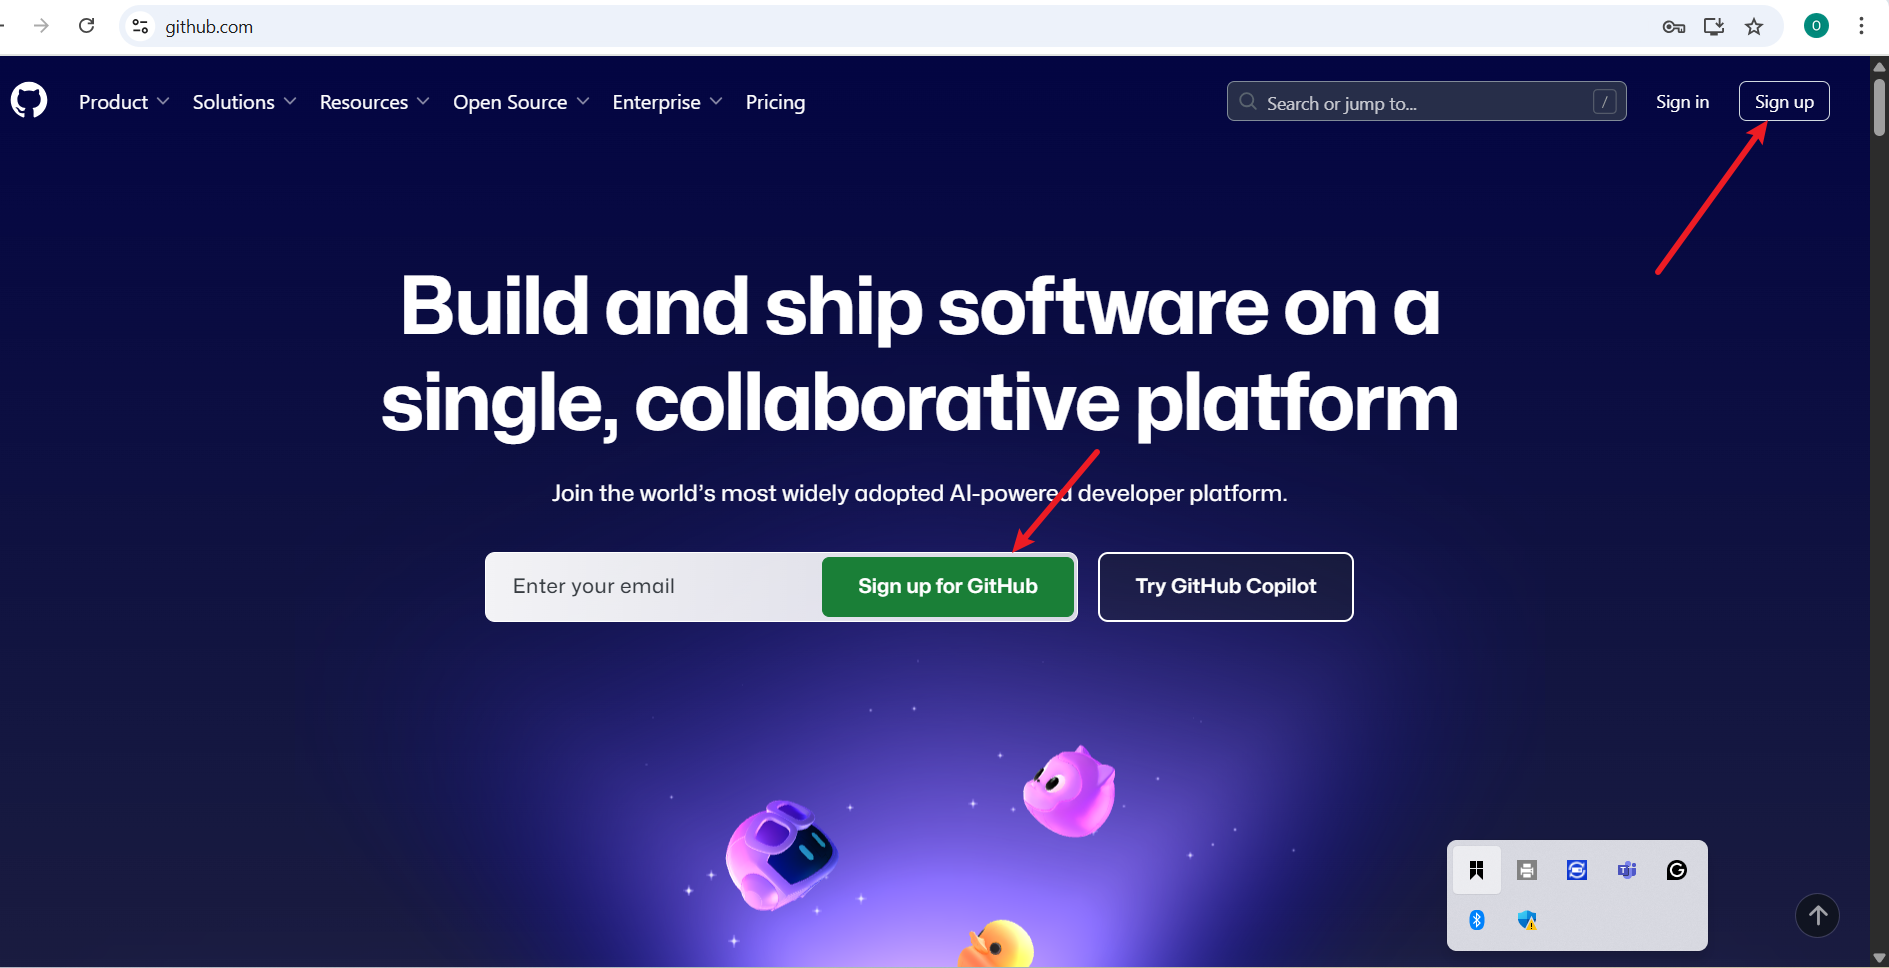 github.com
O
Product
Solutions
Resources
Open Source
Enterprise
Pricing
Search or jump to...
/
Sign in
Sign up
Build and ship software on a
single, collaborative platform
Join the world’s most widely adopted AI-powered developer platform.
Enter your email
Sign up for GitHub
Try GitHub Copilot